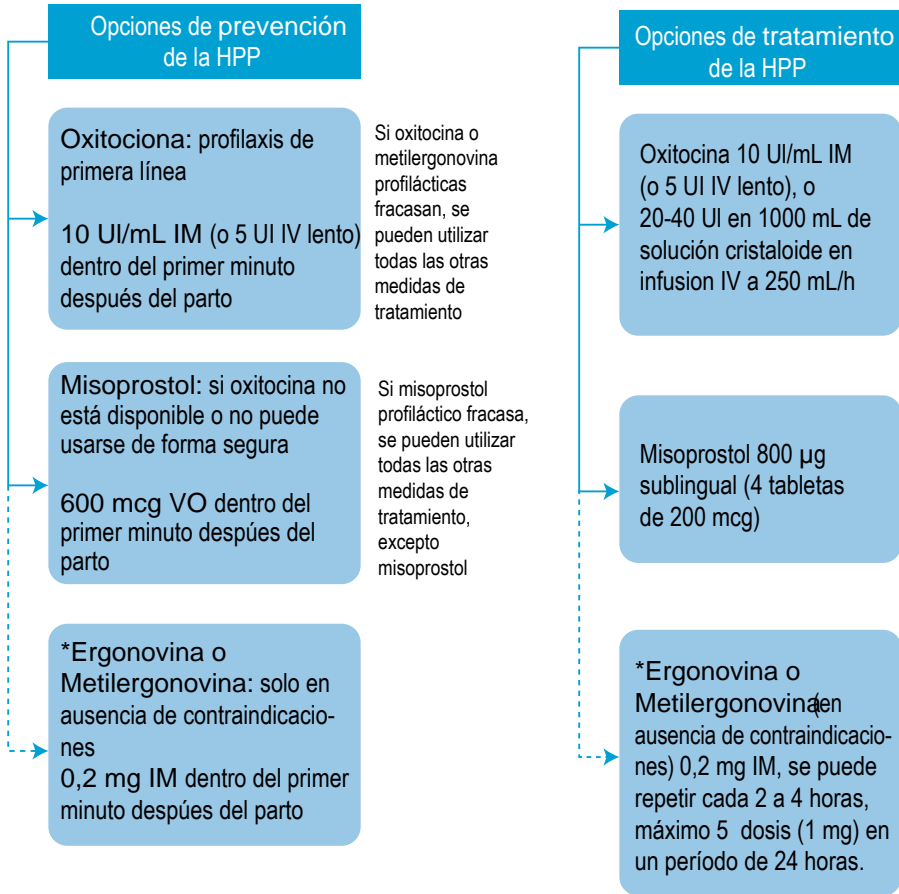 Opciones de prevención
de la HPP
Oxitociona: profilaxis de
primera línea
10 UI/mL IM (o 5 UI IV lento)
dentro del primer minuto
después del parto
Si oxitocina o
metilergonovina
profilácticas
fracasan, se
pueden utilizar
todas las otras
medidas de
tratamiento
Misoprostol: si oxitocina no
está disponible o no puede
usarse de forma segura
600 mcg VO dentro del
primer minuto despúes del
parto
Si misoprostol
profiláctico fracasa,
se pueden utilizar
todas las otras
medidas de
tratamiento,
excepto
misoprostol
*Ergonovina o
Metilergonovina: solo en
ausencia de contraindicacio-
nes
0,2 mg IM dentro del primer
minuto despúes del parto
Opciones de tratamiento
de la HPP
Oxitocina 10 UI/mL IM
(o 5 UI IV lento), o
20-40 UI en 1000 mL de
solución cristaloide en
infusion IV a 250 mL/h
Misoprostol 800 µg
sublingual (4 tabletas
de 200 mcg)
*Ergonovina o
Metilergonovina(en
ausencia de contraindicacio-
nes) 0,2 mg IM, se puede
repetir cada 2 a 4 horas,
máximo 5 dosis (1 mg) en
un período de 24 horas.